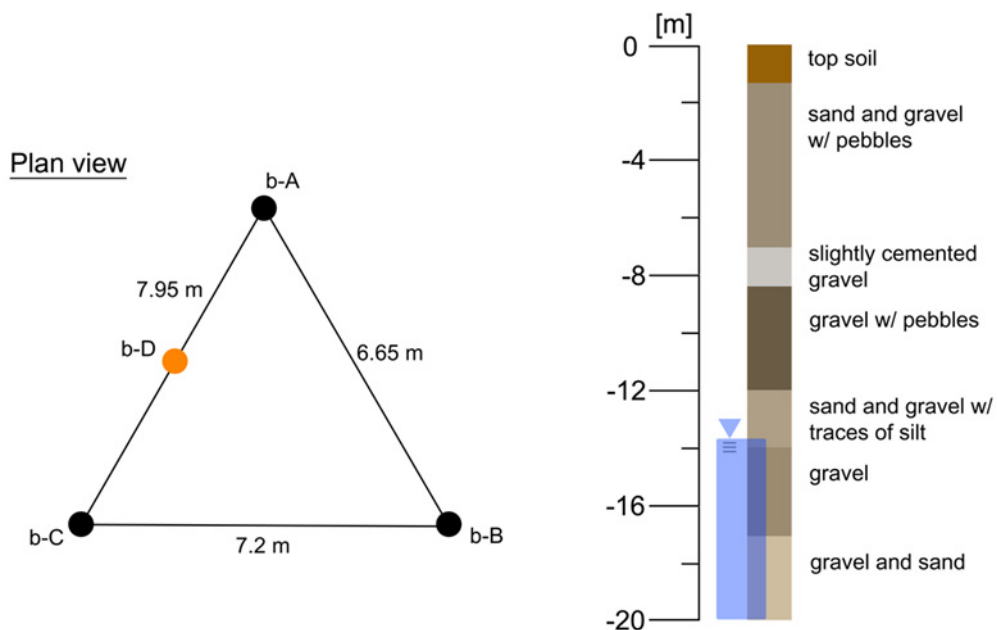 Plan view
b-A
7.95 m
b-D
6.65 m
b-C
7.2 m
b-B
[m]
0
-4
-8
-12
-16
-20
top soil
sand and gravel
w/ pebbles
slightly cemented
gravel
gravel w/ pebbles
sand and gravel w/
traces of silt
gravel
gravel and sand